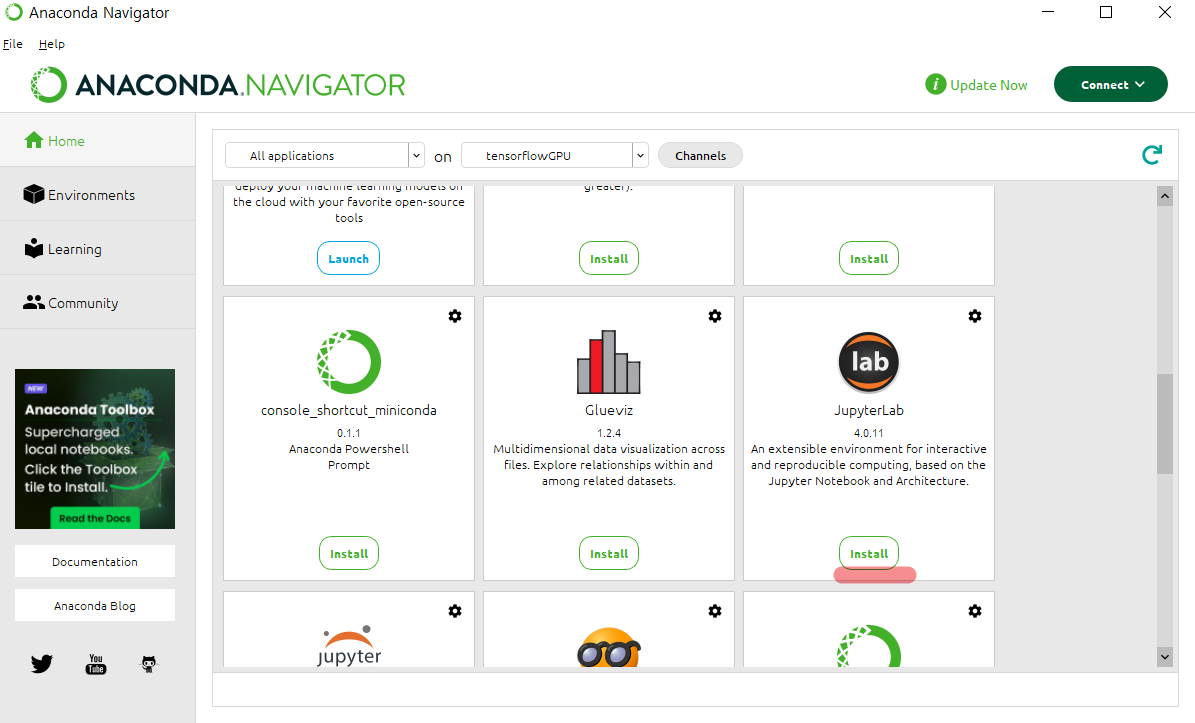 Anaconda Navigator
File Help
ANACONDA.NAVIGATOR
i Update Now
Connect
Home
Environments
Learning
Community
NEW
Anaconda Toolbox
Supercharged
local notebooks.
Click the Toolbox
tile to Install.
Read the Docs
Documentation
Anaconda Blog
You
Tube
All applications on tensorflowGPU Channels
deploy your machine learning models on
the cloud with your favorite open-source
tools
Launch
greater).
Install
Install
console_shortcut_miniconda
0.1.1
Anaconda Powershell
Prompt
Install
Glueviz
1.2.4
Multidimensional data visualization across
files. Explore relationships within and
among related datasets.
Install
lab
JupyterLab
4.0.11
An extensible environment for interactive
and reproducible computing, based on the
Jupyter Notebook and Architecture.
Install
jupyter